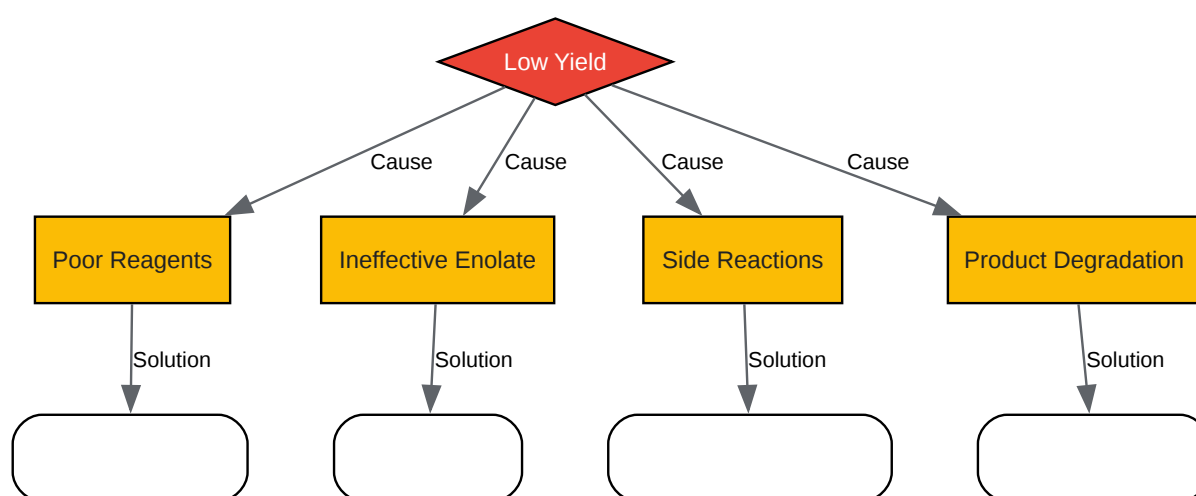 Low Yield
Cause
Cause
Cause
Cause
Poor Reagents
Ineffective Enolate
Side Reactions
Product Degradation
Solution
Solution
Solution
Solution